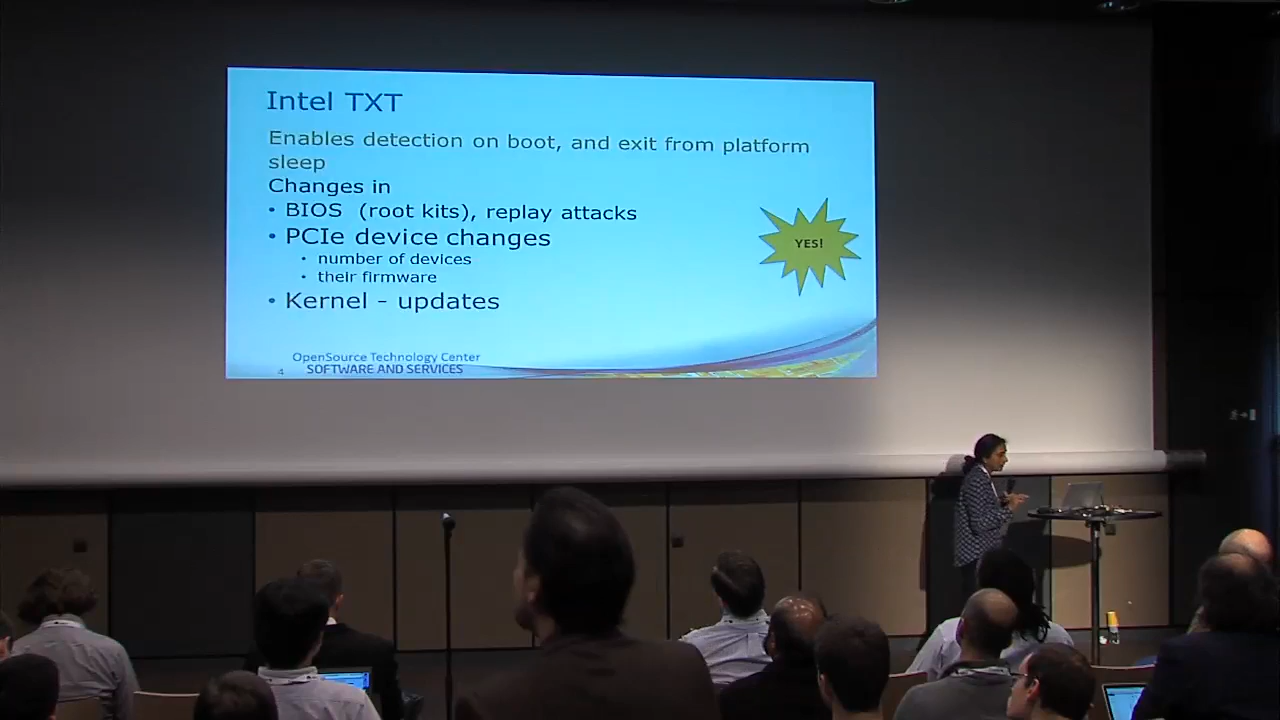 Intel TXT
Enables detection on boot, and exit from platform
sleep
Changes in
• BIOS (root kits), replay attacks
• PCIe device changes
• number of devices
• their firmware
• Kernel - updates
YES!
OpenSource Technology Center
4 SOFTWARE AND SERVICES